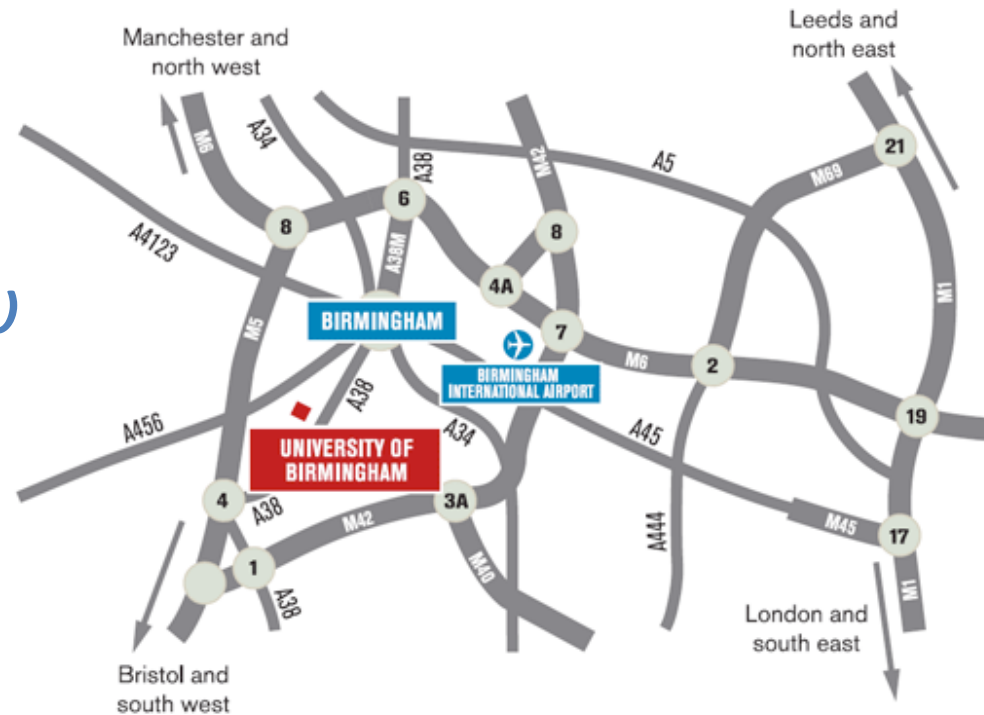 Leeds and
north east
Manchester and
north west
M6
A34
A38
M42
A5
21
M69
6
8
8
A4123
A38M
4A
M1
M5
BIRMINGHAM
7
M6
2
BIRMINGHAM
INTERNATIONAL AIRPORT
A38
19
A456
A34
A45
UNIVERSITY OF
BIRMINGHAM
4
A38
3A
M42
M45
17
A444
1
M40
A38
M1
London and
south east
Bristol and
south west